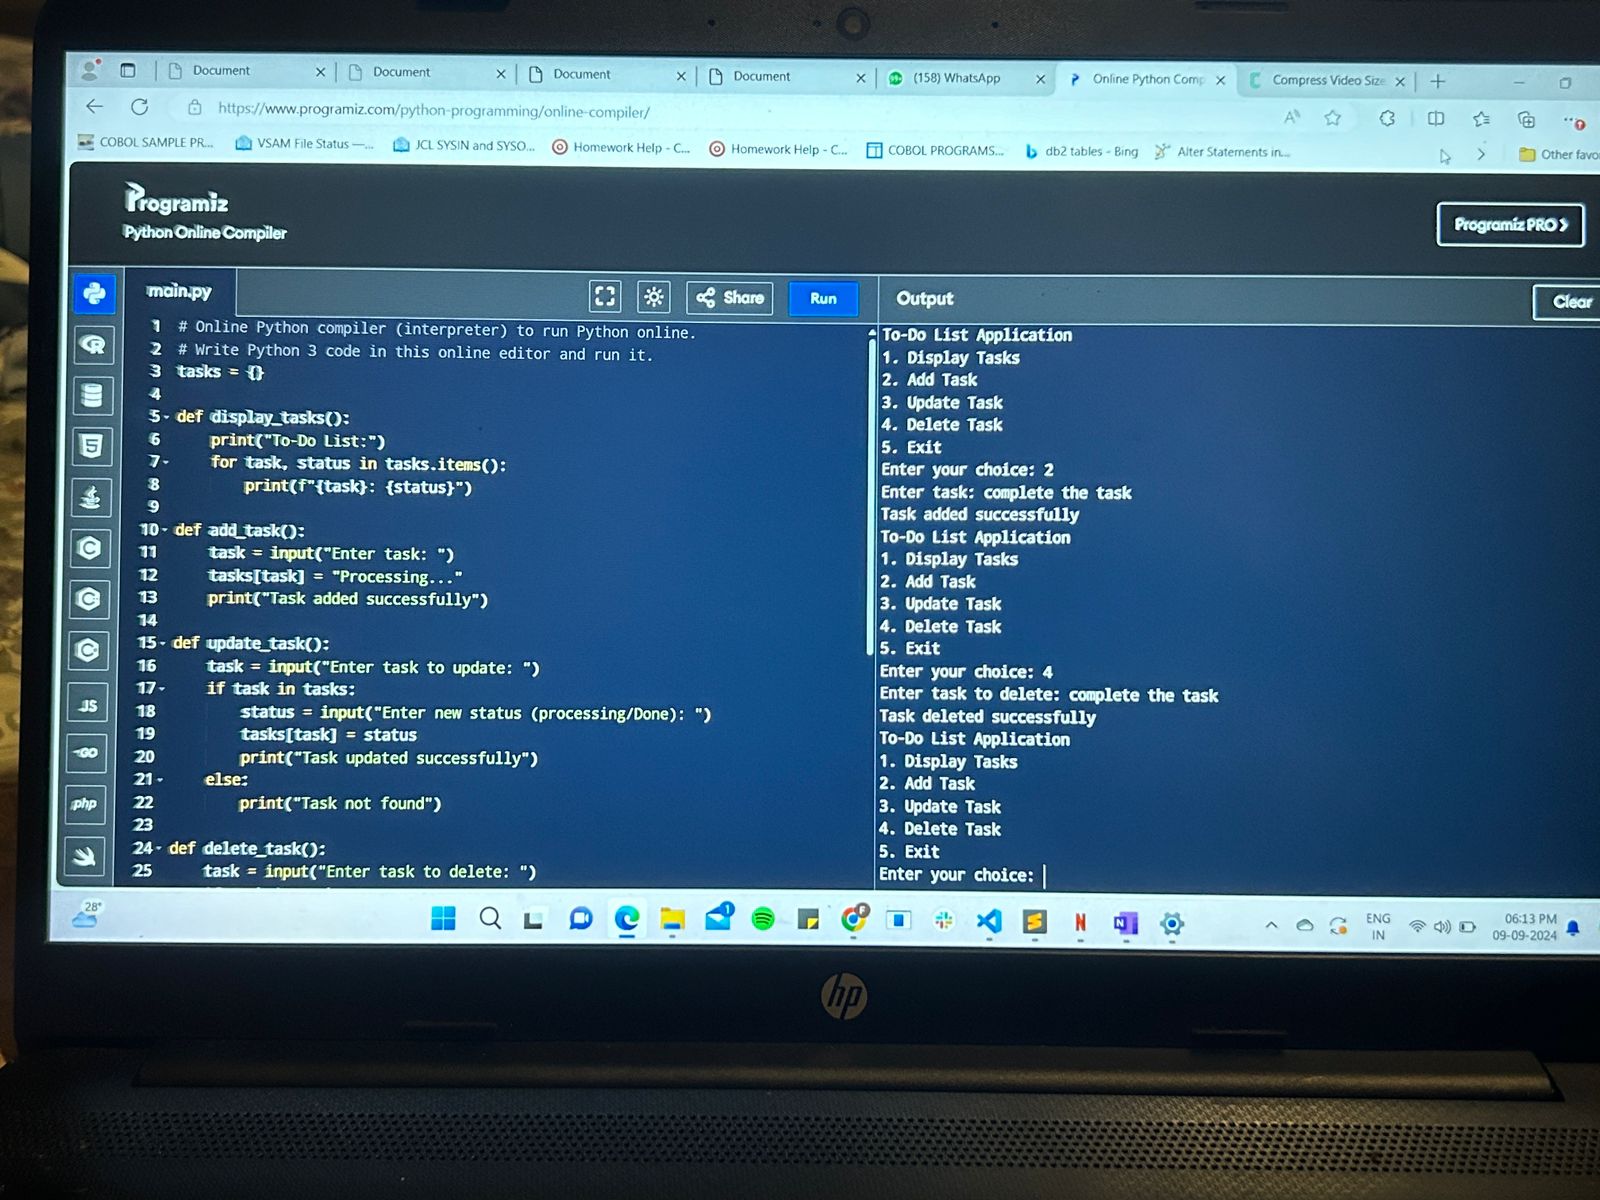 Document
Document
Document
Document
(158) WhatsApp
Online Python Comp
Compress Video Size
https://www.programiz.com/python-programming/online-compiler/
COBOL SAMPLE PR...
VSAM File Status —...
JCL SYSIN and SYSO...
Homework Help - C...
Homework Help - C...
COBOL PROGRAMS...
db2 tables - Bing
Alter Statements in...
Other favo
Programiz
Python Online Compiler
Programiz PRO >
main.py
Share
Run
Output
Clear
1 # Online Python compiler (interpreter) to run Python online.
2 # Write Python 3 code in this online editor and run it.
3 tasks = {}
4
5 def display_tasks():
6 print("To-Do List:")
7 for task, status in tasks.items():
8 print(f"{task}: {status}")
9
10 def add_task():
11 task = input("Enter task: ")
12 tasks[task] = "Processing..."
13 print("Task added successfully")
14
15 def update_task():
16 task = input("Enter task to update: ")
17 if task in tasks:
18 status = input("Enter new status (processing/Done): ")
19 tasks[task] = status
20 print("Task updated successfully")
21 else:
22 print("Task not found")
23
24 def delete_task():
25 task = input("Enter task to delete: ")
JS
GO
php
To-Do List Application
1. Display Tasks
2. Add Task
3. Update Task
4. Delete Task
5. Exit
Enter your choice: 2
Enter task: complete the task
Task added successfully
To-Do List Application
1. Display Tasks
2. Add Task
3. Update Task
4. Delete Task
5. Exit
Enter your choice: 4
Enter task to delete: complete the task
Task deleted successfully
To-Do List Application
1. Display Tasks
2. Add Task
3. Update Task
4. Delete Task
5. Exit
Enter your choice:
28°
ENG
IN
06:13 PM
09-09-2024
hp